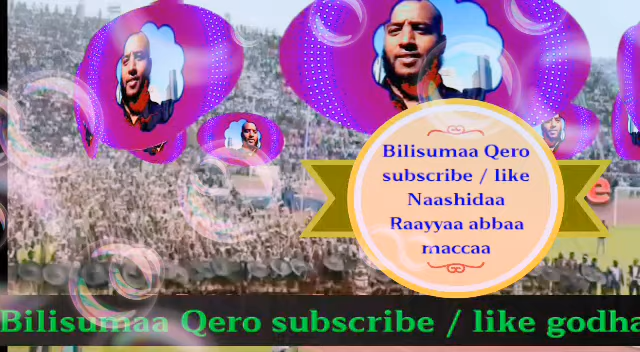 Bilisumaa Qero
subscribe / like
Naashidaa
Raayyaa abbaa
maccaa
e
Bilisumaa Qero subscribe / like godha